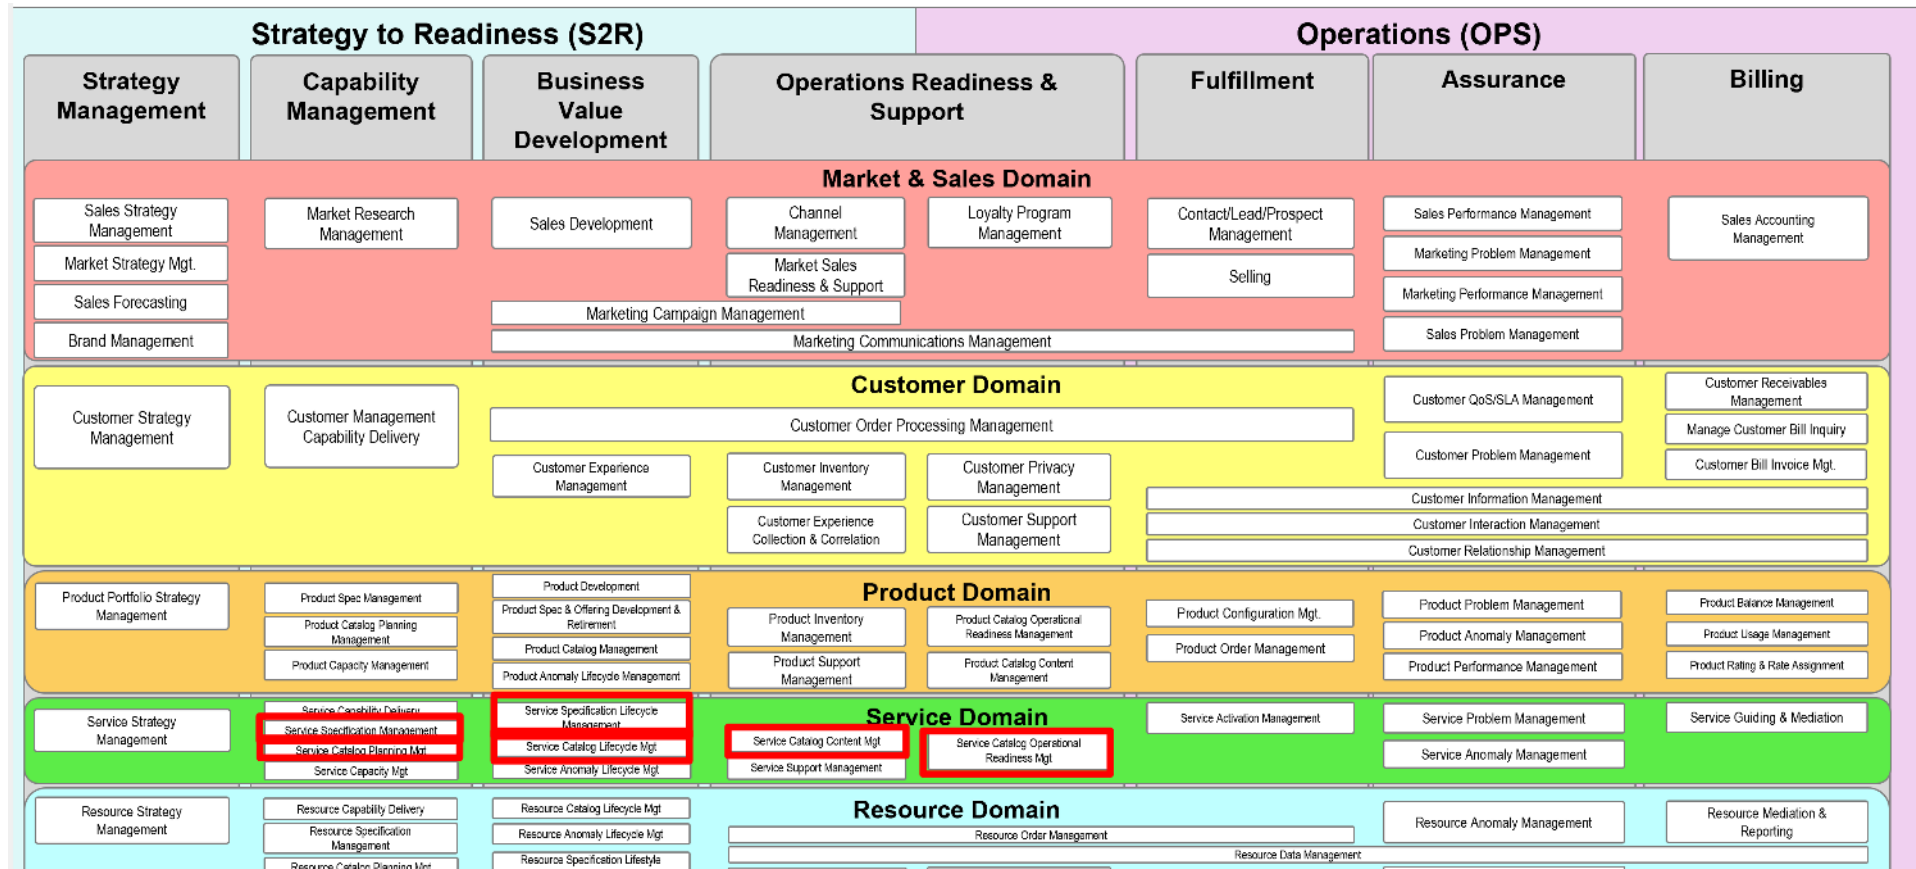 Strategy to Readiness (S2R)
Operations (OPS)
Strategy
Management
Capability
Management
Business
Value
Development
Operations Readiness &
Support
Fulfillment
Assurance
Billing
Market & Sales Domain
Sales Strategy
Management
Market Strategy Mgt.
Sales Forecasting
Brand Management
Market Research
Management
Sales Development
Channel
Management
Loyalty Program
Management
Market Sales
Readiness & Support
Marketing Campaign Management
Marketing Communications Management
Contact/Lead/Prospect
Management
Selling
Sales Performance Management
Marketing Problem Management
Marketing Performance Management
Sales Problem Management
Sales Accounting
Management
Customer Domain
Customer Strategy
Management
Customer Management
Capability Delivery
Customer Order Processing Management
Customer Experience
Management
Customer Inventory
Management
Customer Privacy
Management
Customer Experience
Collection & Correlation
Customer Support
Management
Customer QoS/SLA Management
Customer Problem Management
Customer Receivables
Management
Manage Customer Bill Inquiry
Customer Bill Invoice Mgt.
Customer Information Management
Customer Interaction Management
Customer Relationship Management
Product Domain
Product Portfolio Strategy
Management
Product Spec Management
Product Catalog Planning
Management
Product Capacity Management
Product Development
Product Spec & Offering Development &
Retirement
Product Catalog Management
Product Anomaly Lifecycle Management
Product Inventory
Management
Product Catalog Operational
Readiness Management
Product Support
Management
Product Catalog Content
Management
Product Configuration Mgt.
Product Order Management
Product Problem Management
Product Anomaly Management
Product Performance Management
Product Balance Management
Product Usage Management
Product Rating & Rate Assignment
Service Domain
Service Strategy
Management
Service Capability Delivery
Service Specification Management
Service Catalog Planning Mgt
Service Capacity Mgt
Service Specification Lifecycle
Management
Service Catalog Lifecycle Mgt
Service Anomaly Lifecycle Mgt
Service Catalog Content Mgt
Service Support Management
Service Catalog Operational
Readiness Mgt
Service Activation Management
Service Problem Management
Service Anomaly Management
Service Guiding & Mediation
Resource Domain
Resource Strategy
Management
Resource Capability Delivery
Resource Specification
Management
Resource Catalog Planning Mgt
Resource Catalog Lifecycle Mgt
Resource Anomaly Lifecycle Mgt
Resource Specification Lifestyle
Resource Order Management
Resource Data Management
Resource Anomaly Management
Resource Mediation &
Reporting